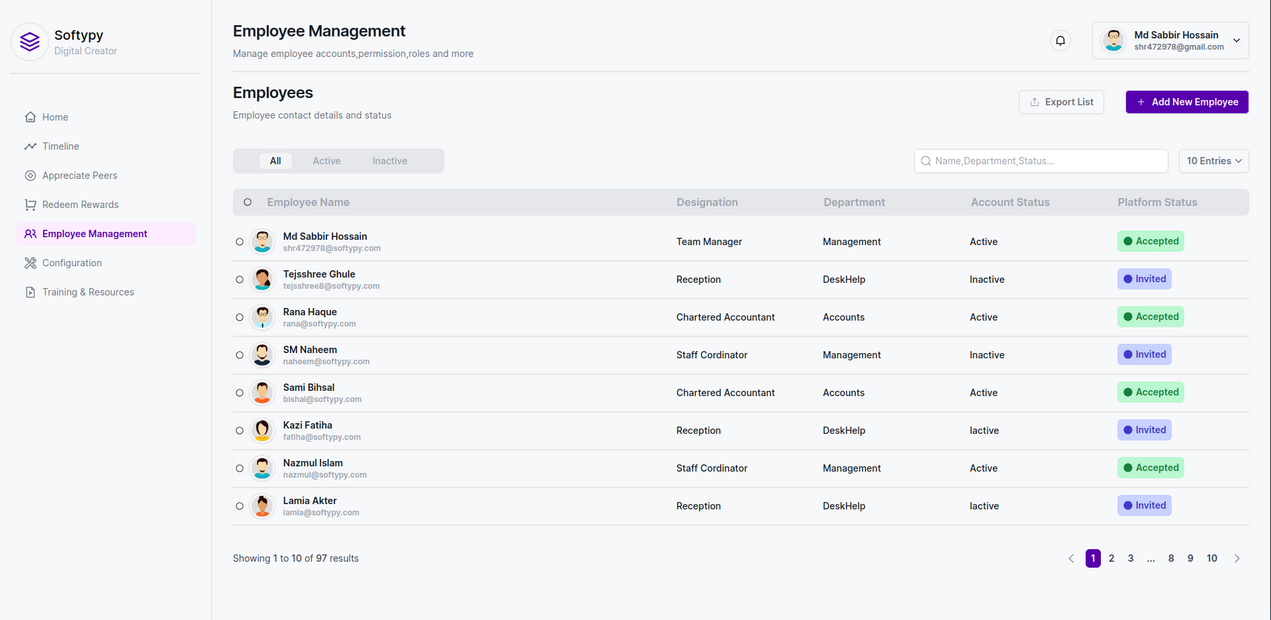 Softypy
Digital Creator
Home
Timeline
Appreciate Peers
Redeem Rewards
Employee Management
Configuration
Training & Resources
Employee Management
Manage employee accounts,permission,roles and more
Md Sabbir Hossain
shr472978@gmail.com
Employees
Employee contact details and status
Export List
+ Add New Employee
All Active Inactive
Name,Department,Status...
10 Entries
Employee Name Designation Department Account Status Platform Status
Md Sabbir Hossain
shr472978@softypy.com
Team Manager Management Active Accepted
Tejsshree Ghule
tejsshree8@softypy.com
Reception DeskHelp Inactive Invited
Rana Haque
rana@softypy.com
Chartered Accountant Accounts Active Accepted
SM Naheem
naheem@softypy.com
Staff Cordinator Management Inactive Invited
Sami Bihsal
bishal@softypy.com
Chartered Accountant Accounts Active Accepted
Kazi Fatiha
fatiha@softypy.com
Reception DeskHelp Iactive Invited
Nazmul Islam
nazmul@softypy.com
Staff Cordinator Management Active Accepted
Lamia Akter
lamia@softypy.com
Reception DeskHelp Iactive Invited
Showing 1 to 10 of 97 results
1 2 3 ... 8 9 10